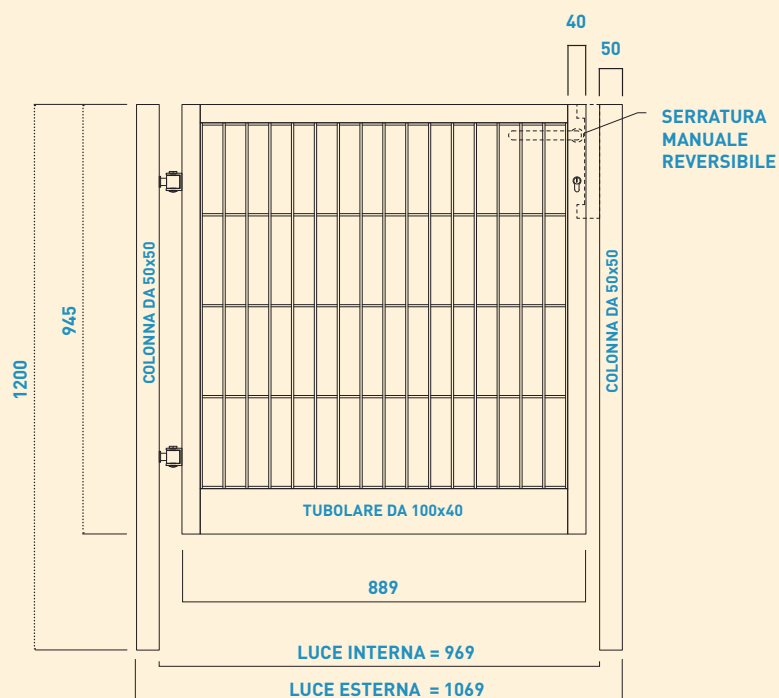 40
50
SERRATURA
MANUALE
REVERSIBILE
COLONNA DA 50x50
COLONNA DA 50x50
945
1200
TUBOLARE DA 100x40
889
LUCE INTERNA = 969
LUCE ESTERNA = 1069